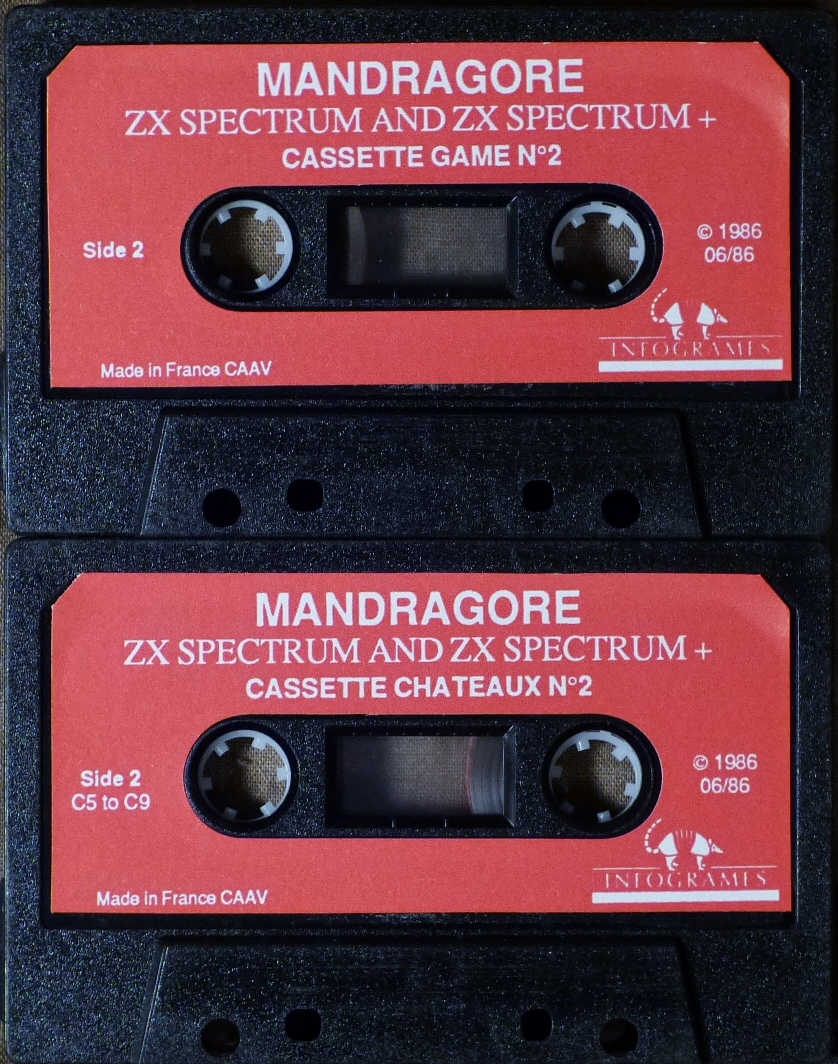 MANDRAGORE
ZX SPECTRUM AND ZX SPECTRUM +
CASSETTE GAME N°2
Side 2
© 1986
06/86
INFOGRAMES
Made in France CAAV
MANDRAGORE
ZX SPECTRUM AND ZX SPECTRUM +
CASSETTE CHATEAUX N°2
Side 2
C5 to C9
© 1986
06/86
INFOGRAMES
Made in France CAAV